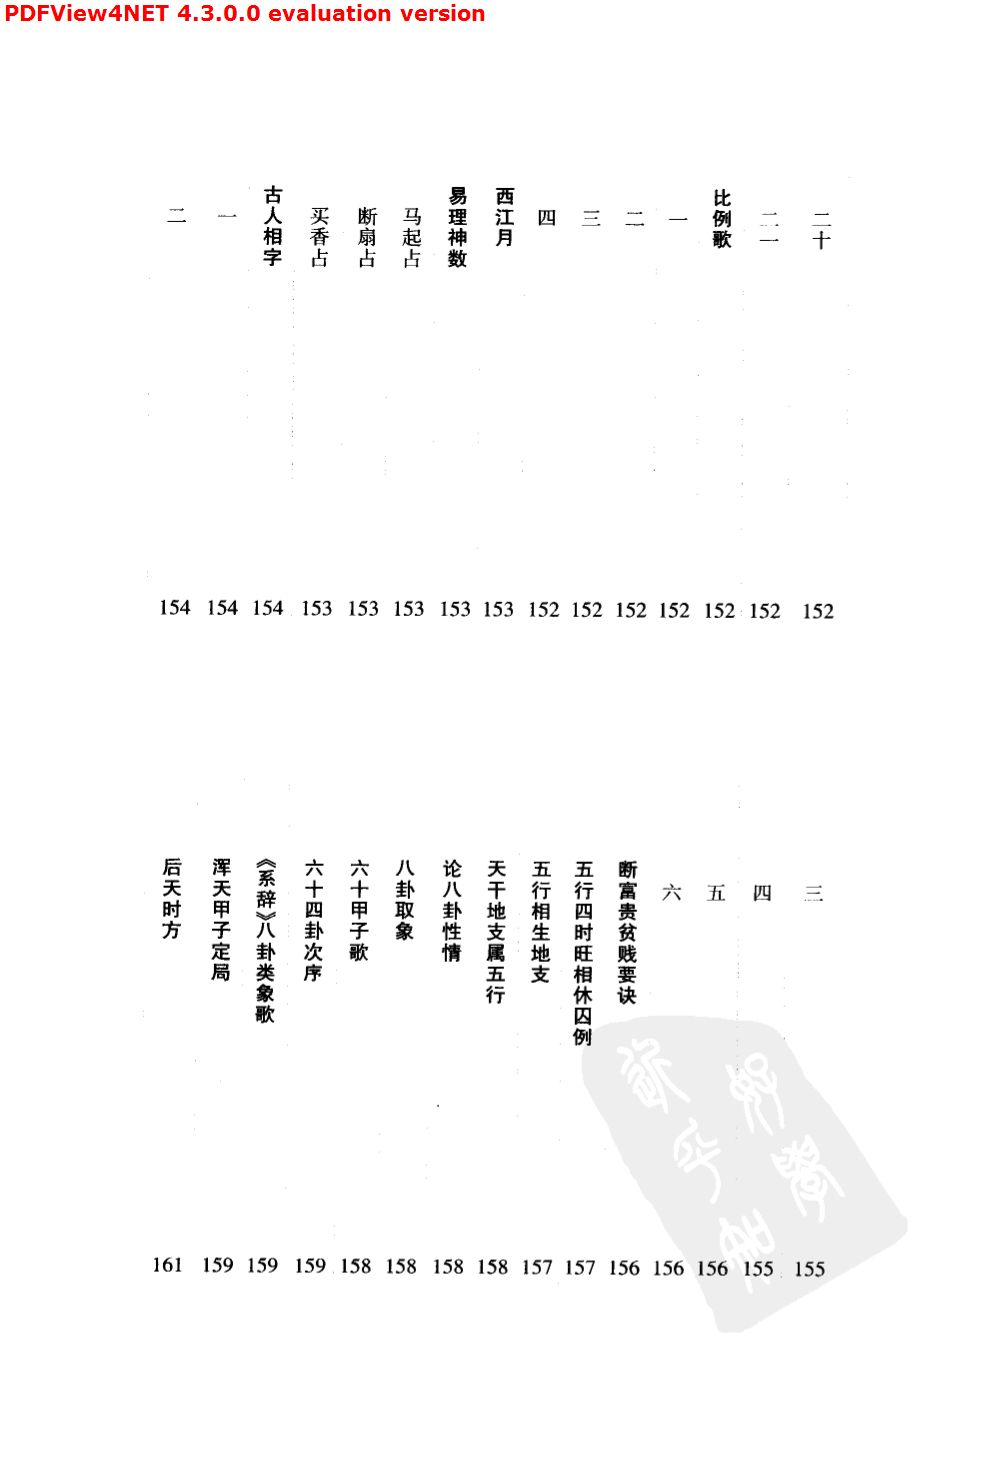 PDFView4NET 4.3.0.0 evaluation version
二十 152
二一 152
比例歌 152
一 152
二 152
三 152
四 152
西江月 153
易理神数 153
马起占 153
断扇占 153
买香占 153
古人相字 154
一 154
二 154
三 155
四 155
五 156
六 156
断富贵贫贱要诀 156
五行四时旺相休囚例 157
五行相生地支 157
天干地支属五行 158
论八卦性情 158
八卦取象 158
六十甲子歌 158
六十四卦次序 159
《系辞》八卦类象歌 159
浑天甲子定局 159
后天时方 161